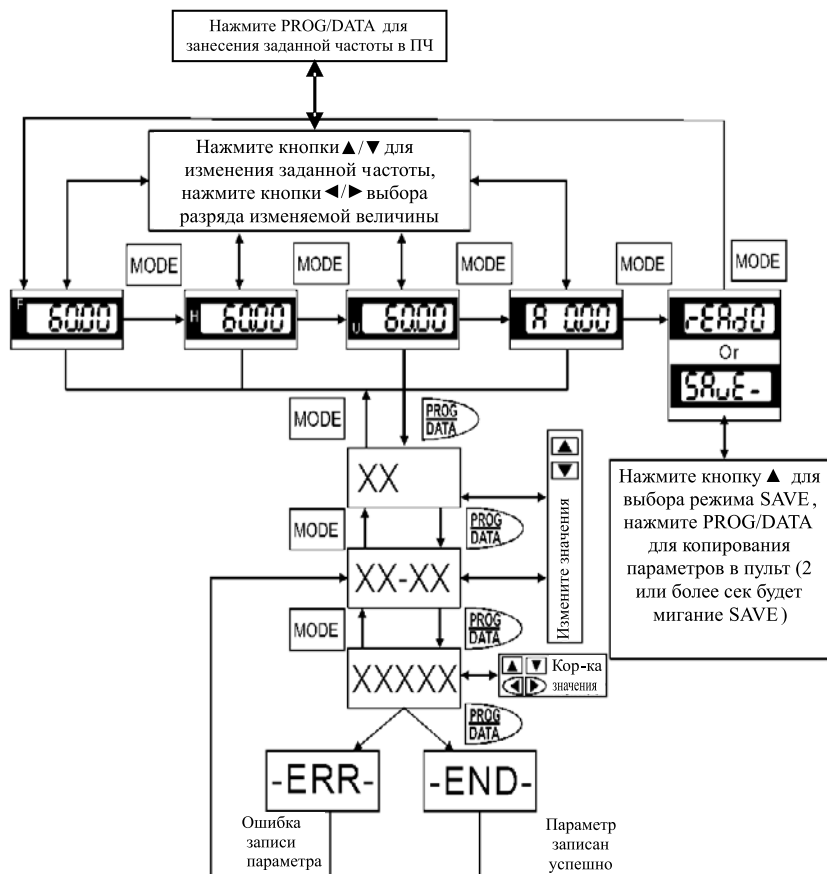 Нажмите PROG/DATA для
занесения заданной частоты в ПЧ
Нажмите кнопки ▲/▼ для
изменения заданной частоты,
нажмите кнопки ◄/► выбора
разряда изменяемой величины
MODE
MODE
MODE
MODE
MODE
F 60.00
H 60.00
U 60.00
A 0.00
rEAd0
Or
SAvE-
MODE
PROG
DATA
▲
▼
Измените значения
XX
MODE
PROG
DATA
XX-XX
MODE
PROG
DATA
XXXXX
▲ ▼ Кор-ка
◄ ► значения
PROG
DATA
Нажмите кнопку ▲ для
выбора режима SAVE,
нажмите PROG/DATA
для копирования
параметров в пульт (2
или более сек будет
мигание SAVE)
-ERR-
-END-
Ошибка
записи
параметра
Параметр
записан
успешно